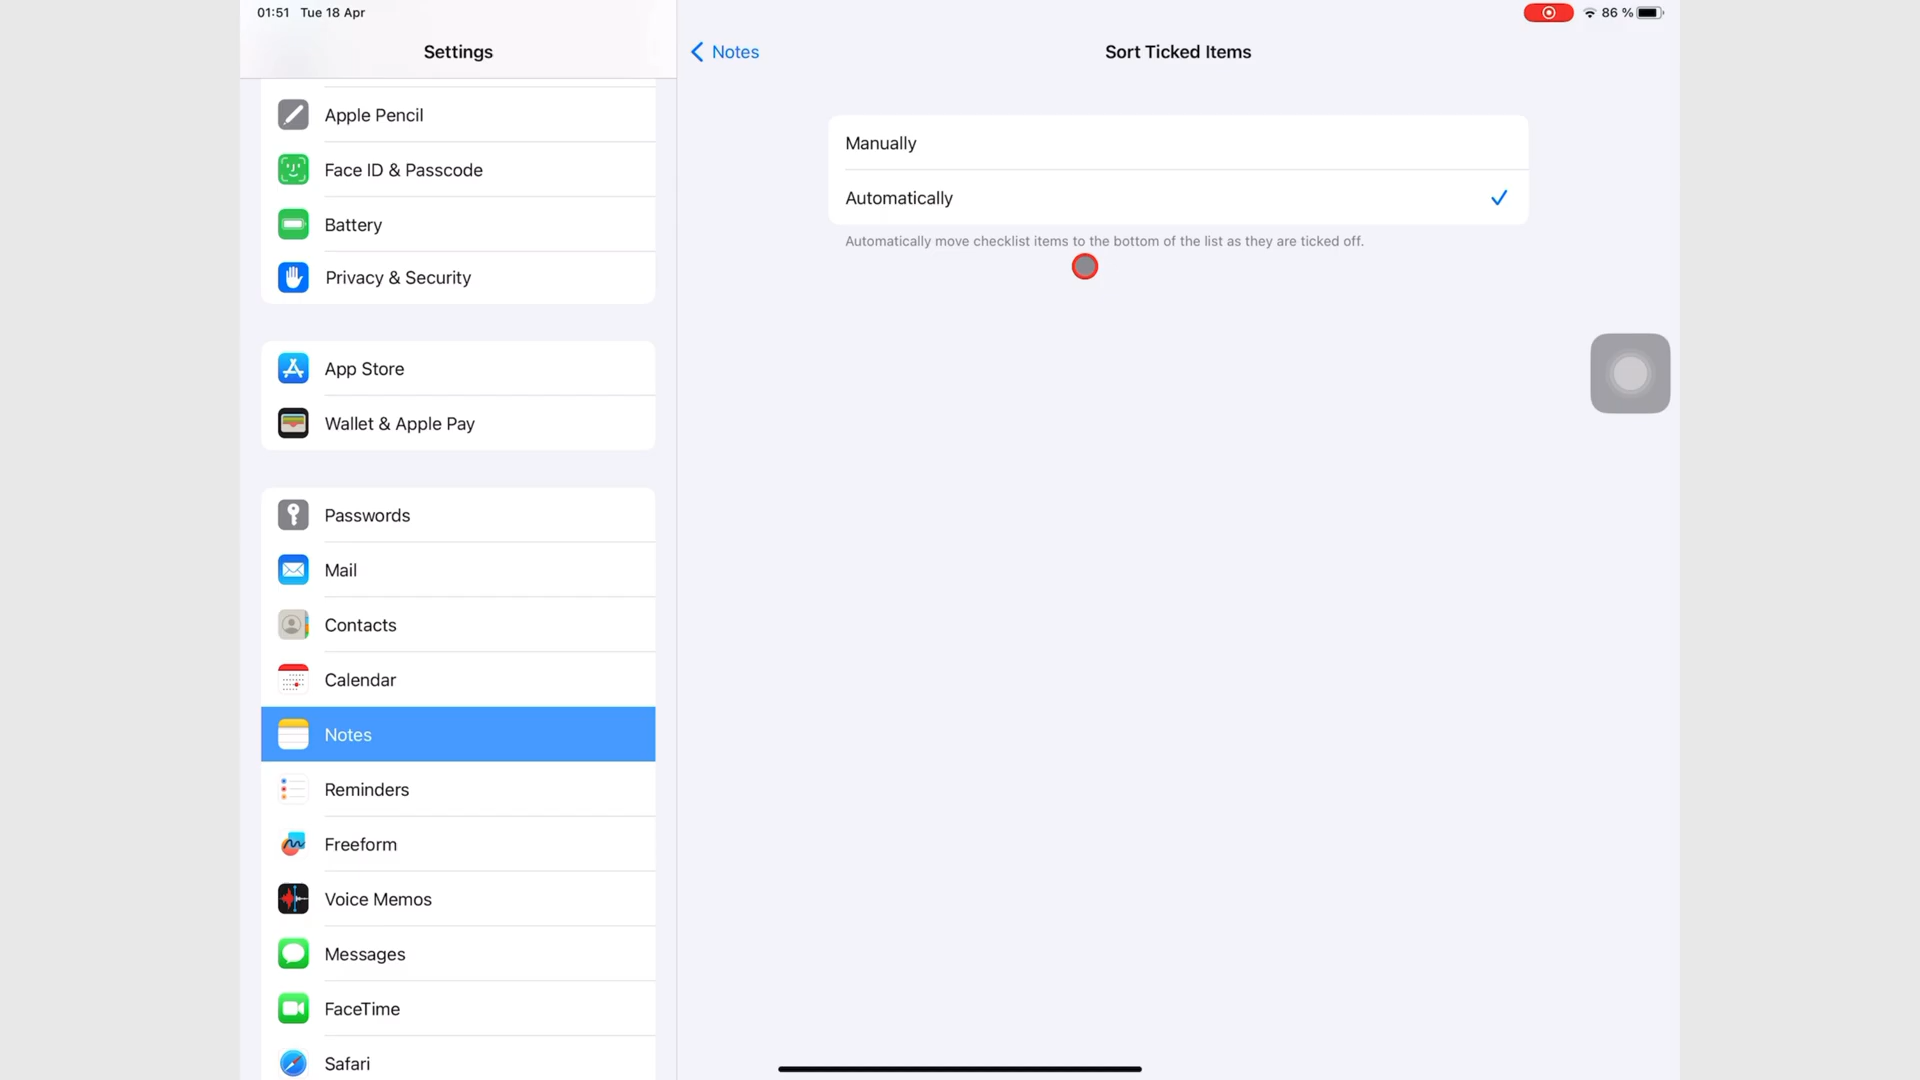 01:51 Tue 18 Apr
86 %
Settings
Apple Pencil
Face ID & Passcode
Battery
Privacy & Security
App Store
Wallet & Apple Pay
Passwords
Mail
Contacts
Calendar
Notes
Reminders
Freeform
Voice Memos
Messages
FaceTime
Safari
Notes
Sort Ticked Items
Manually
Automatically
Automatically move checklist items to the bottom of the list as they are ticked off.